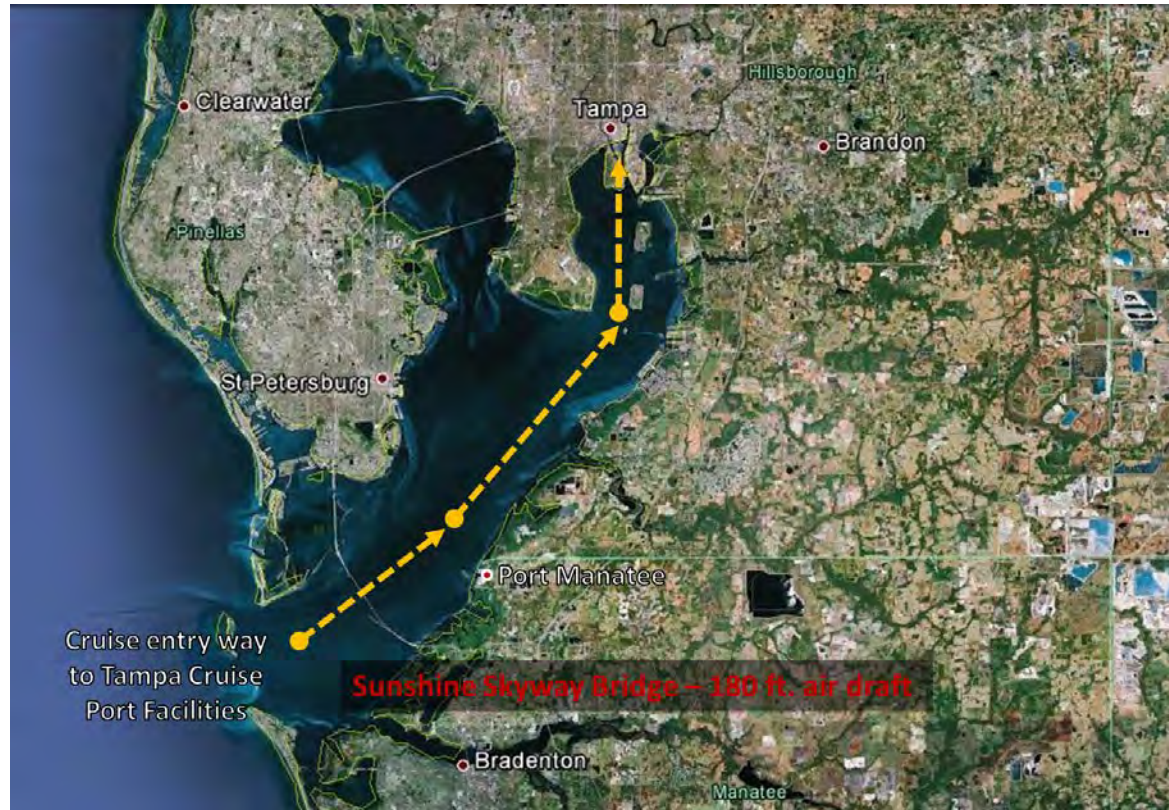 Hillsborough
Clearwater
Tampa
Brandon
Pinellas
St Petersburg
Port Manatee
Cruise entry way
to Tampa Cruise
Port Facilities
Sunshine Skyway Bridge – 180 ft. air draft
Bradenton
Manatee